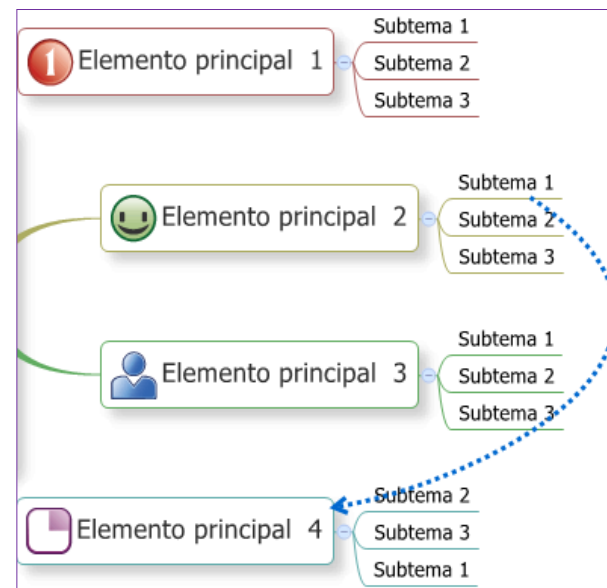 Subtema 1
1 Elemento principal 1
Subtema 2
Subtema 3
Subtema 1
Elemento principal 2
Subtema 2
Subtema 3
Subtema 1
Elemento principal 3
Subtema 2
Subtema 3
Subtema 2
Elemento principal 4
Subtema 3
Subtema 1